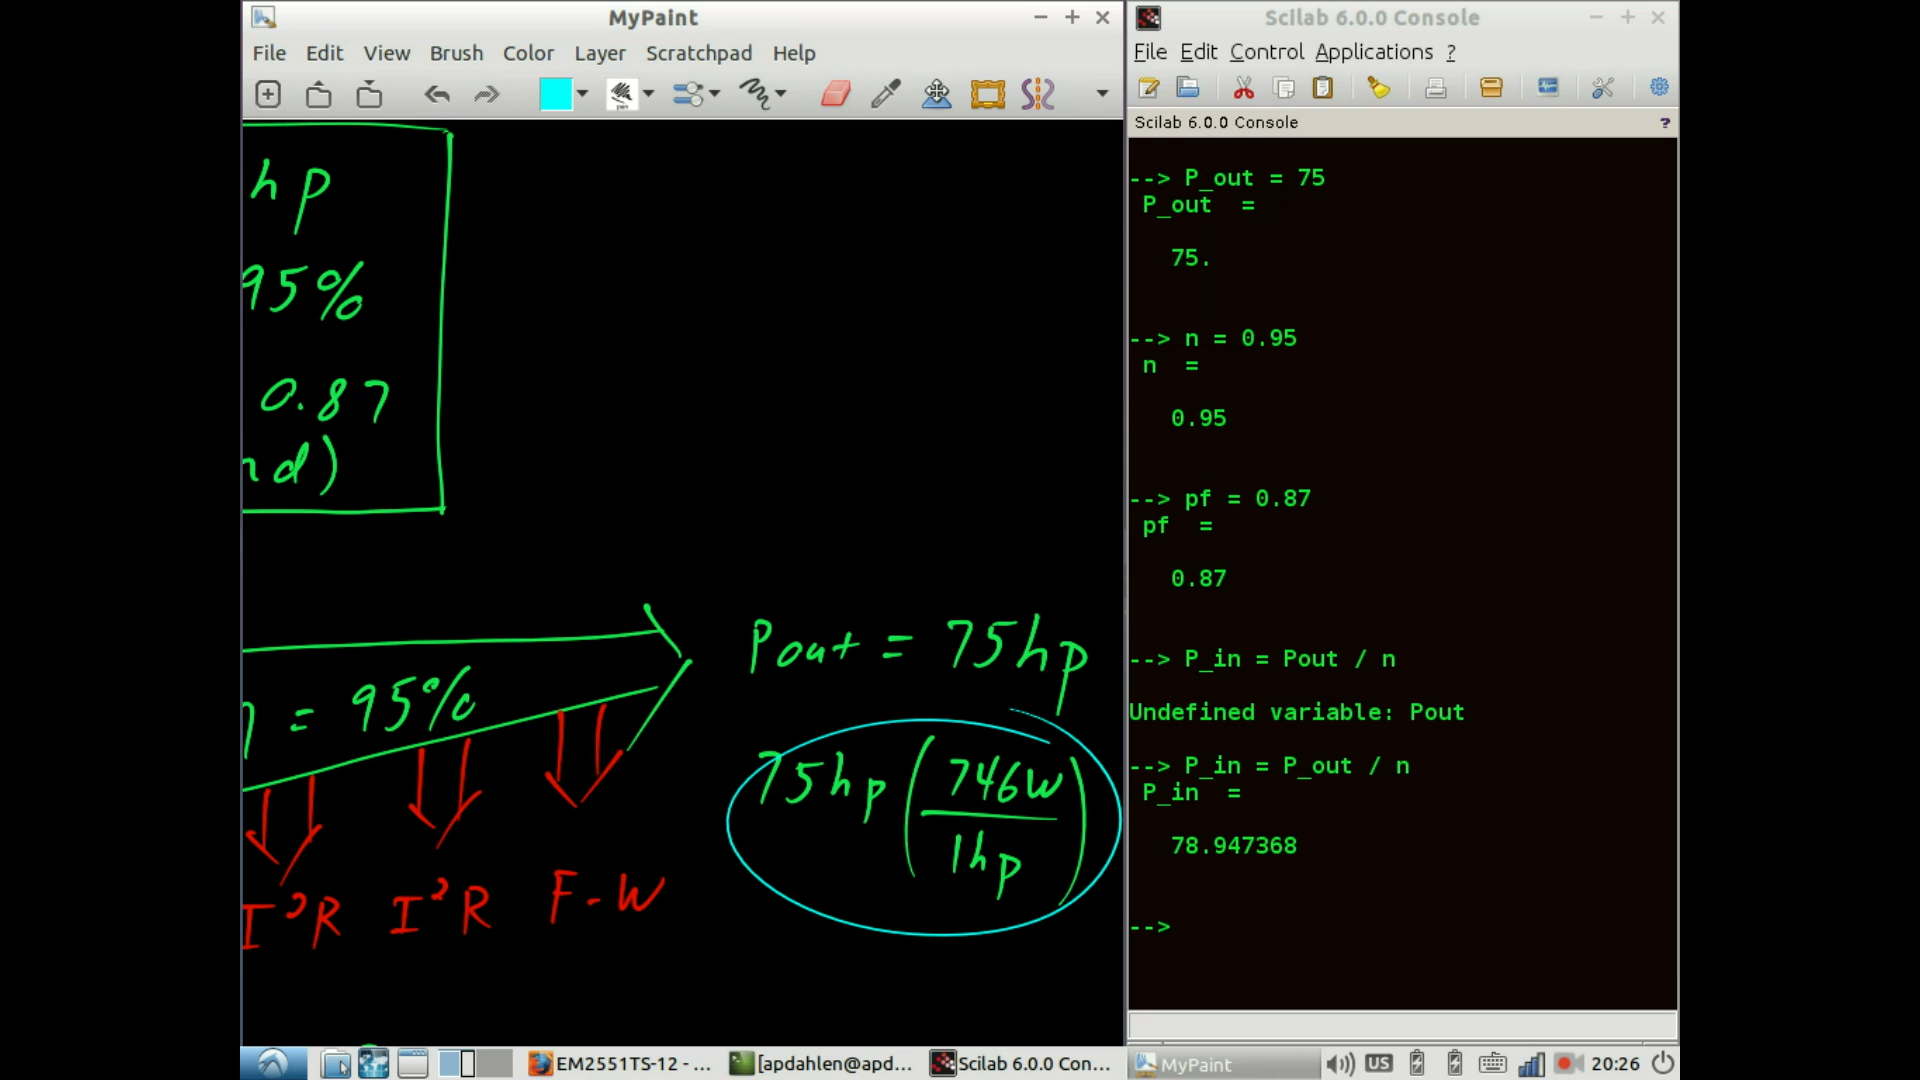 MyPaint
File Edit View Brush Color Layer Scratchpad Help
hp
95%
0.87
nd)
Pout = 75hp
η = 95%
75hp (746W / 1hp)
I²R I²R F-W
Scilab 6.0.0 Console
File Edit Control Applications ?
Scilab 6.0.0 Console ?
--> P_out = 75
P_out =
75.
--> n = 0.95
n =
0.95
--> pf = 0.87
pf =
0.87
--> P_in = Pout / n
Undefined variable: Pout
--> P_in = P_out / n
P_in =
78.947368
-->
EM2551TS-12 - ... [apdahlen@apd... Scilab 6.0.0 Con... MyPaint US 20:26